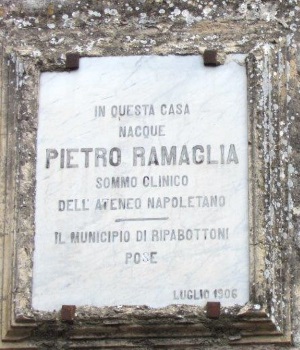 IN QUESTA CASA
NACQUE
PIETRO RAMAGLIA
SOMMO CLINICO
DELL'ATENEO NAPOLETANO
IL MUNICIPIO DI RIPABOTTONI
POSE
LUGLIO 1906